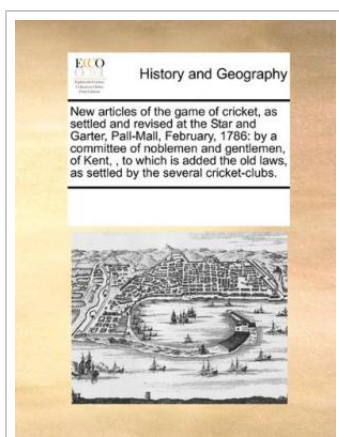 ECCO
History and Geography
New articles of the game of cricket, as
settled and revised at the Star and
Garter, Pall-Mall, February, 1786: by a
committee of noblemen and gentlemen,
of Kent, , to which is added the old laws,
as settled by the several cricket-clubs.